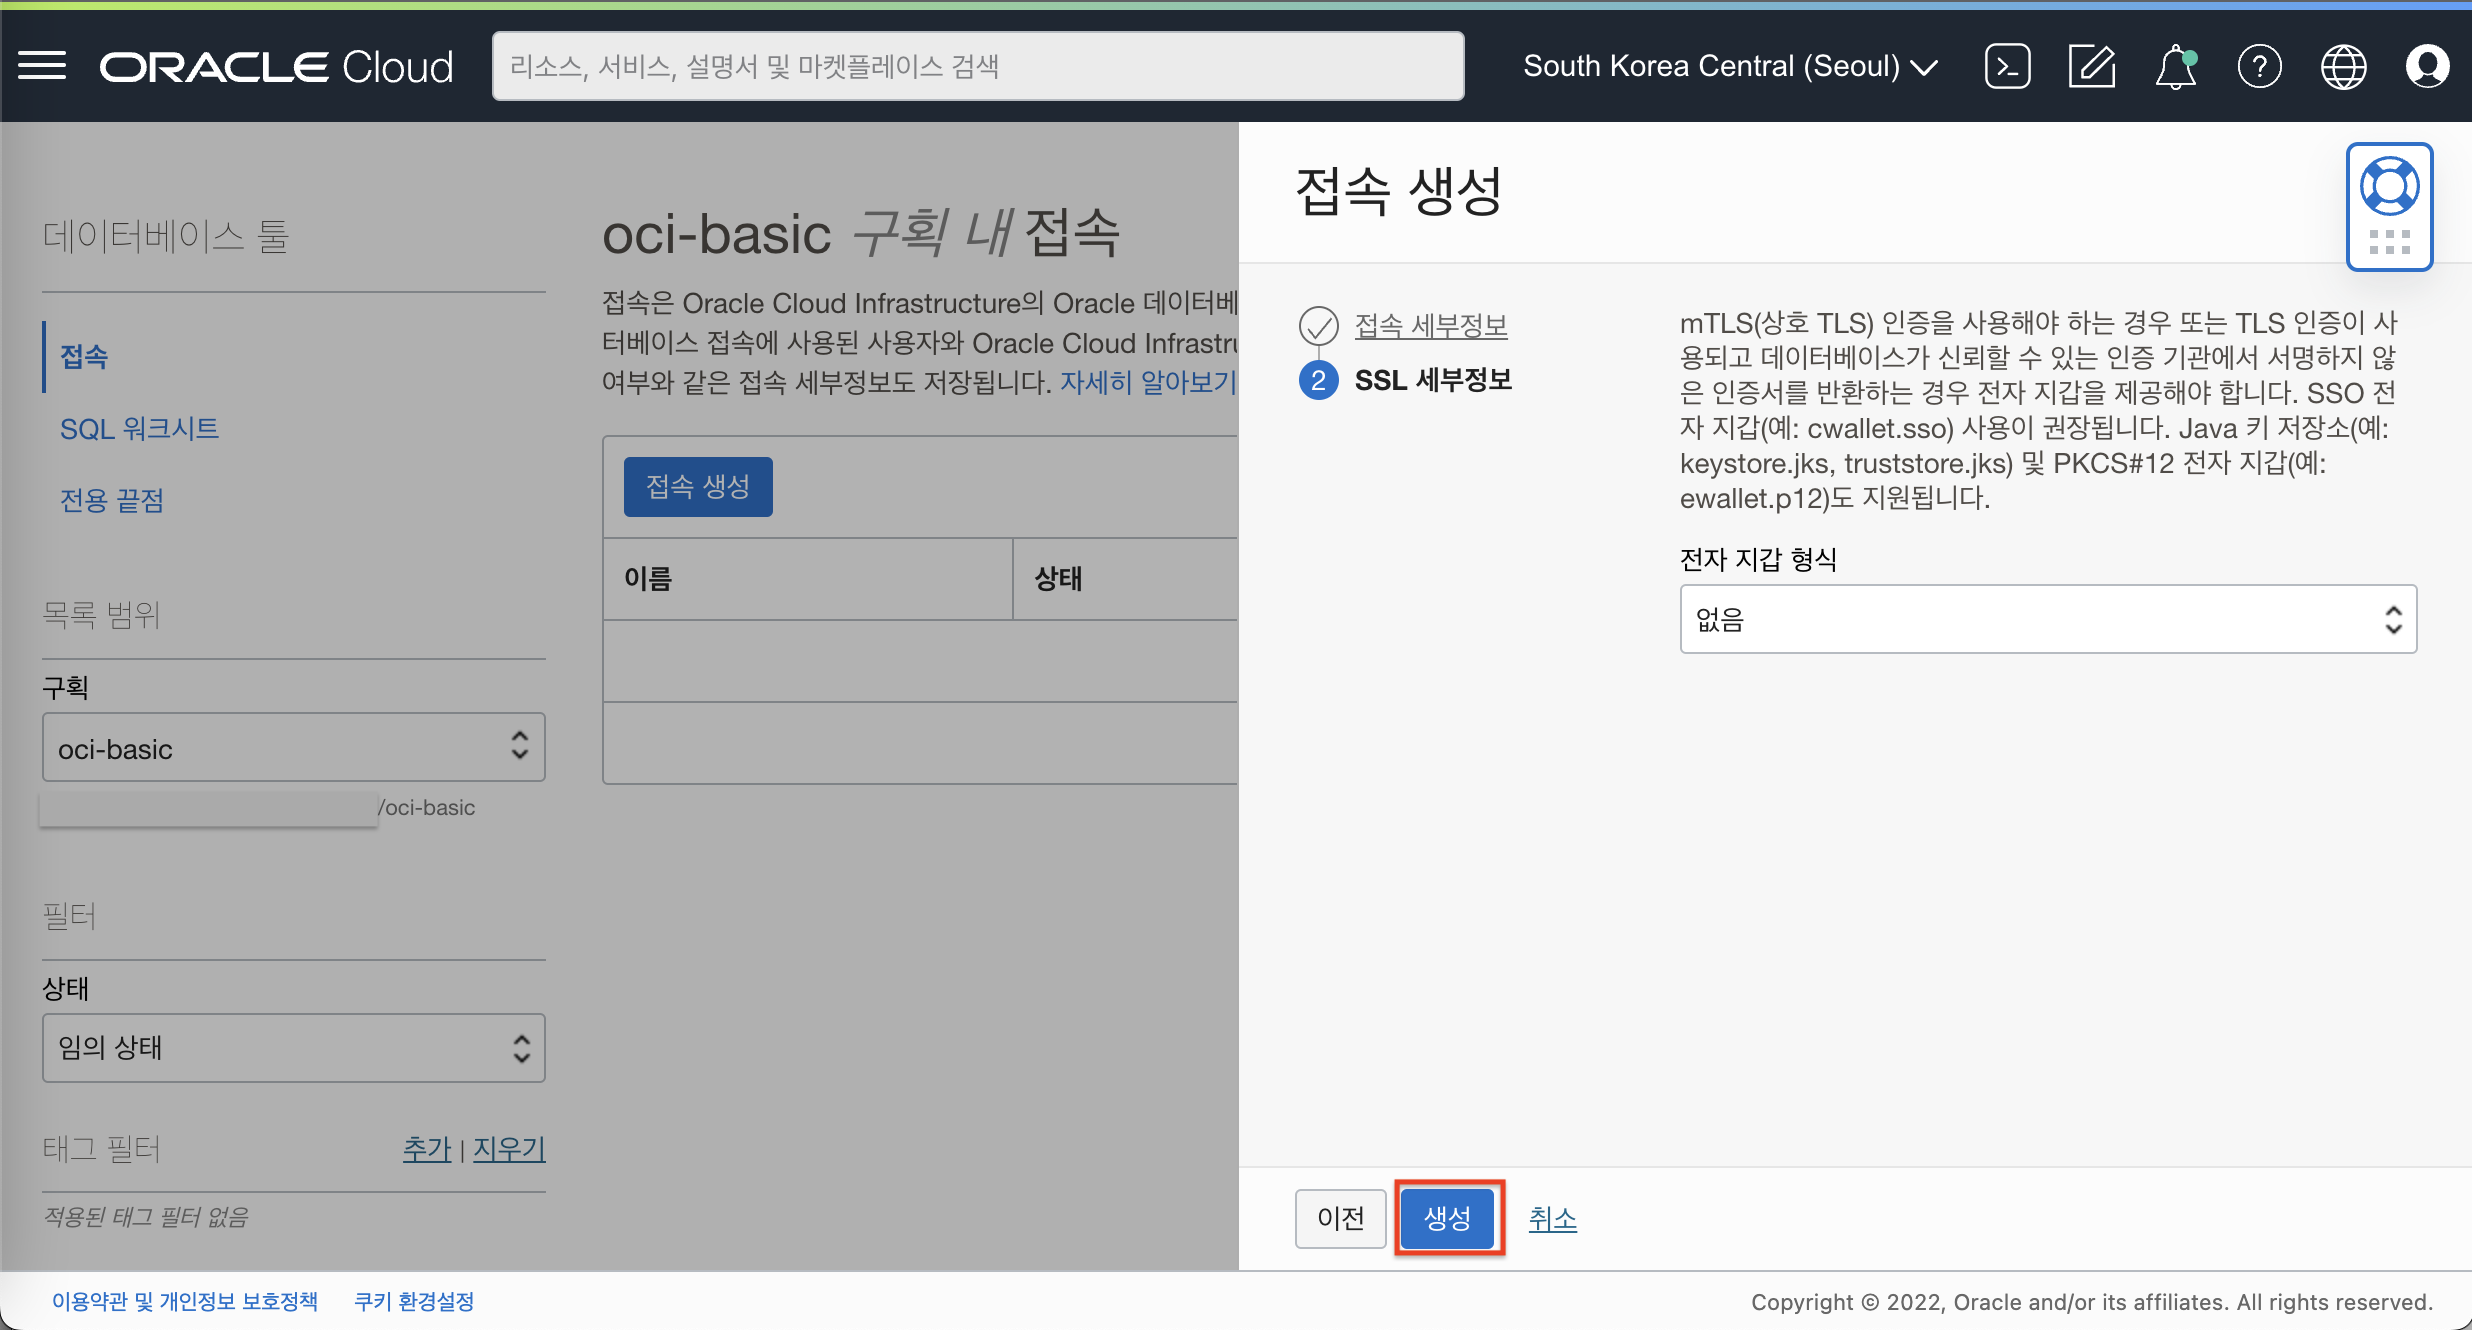 ORACLE Cloud
리소스, 서비스, 설명서 및 마켓플레이스 검색
South Korea Central (Seoul)
데이터베이스 툴
접속
SQL 워크시트
전용 끝점
목록 범위
구획
oci-basic
/oci-basic
필터
상태
임의 상태
태그 필터
추가 | 지우기
적용된 태그 필터 없음
oci-basic 구획 내 접속
접속은 Oracle Cloud Infrastructure의 Oracle 데이터베
터베이스 접속에 사용된 사용자와 Oracle Cloud Infrastru
여부와 같은 접속 세부정보도 저장됩니다. 자세히 알아보기
접속 생성
이름
상태
접속 생성
접속 세부정보
2 SSL 세부정보
mTLS(상호 TLS) 인증을 사용해야 하는 경우 또는 TLS 인증이 사
용되고 데이터베이스가 신뢰할 수 있는 인증 기관에서 서명하지 않
은 인증서를 반환하는 경우 전자 지갑을 제공해야 합니다. SSO 전
자 지갑(예: cwallet.sso) 사용이 권장됩니다. Java 키 저장소(예:
keystore.jks, truststore.jks) 및 PKCS#12 전자 지갑(예:
ewallet.p12)도 지원됩니다.
전자 지갑 형식
없음
이전
생성
취소
이용약관 및 개인정보 보호정책
쿠키 환경설정
Copyright © 2022, Oracle and/or its affiliates. All rights reserved.